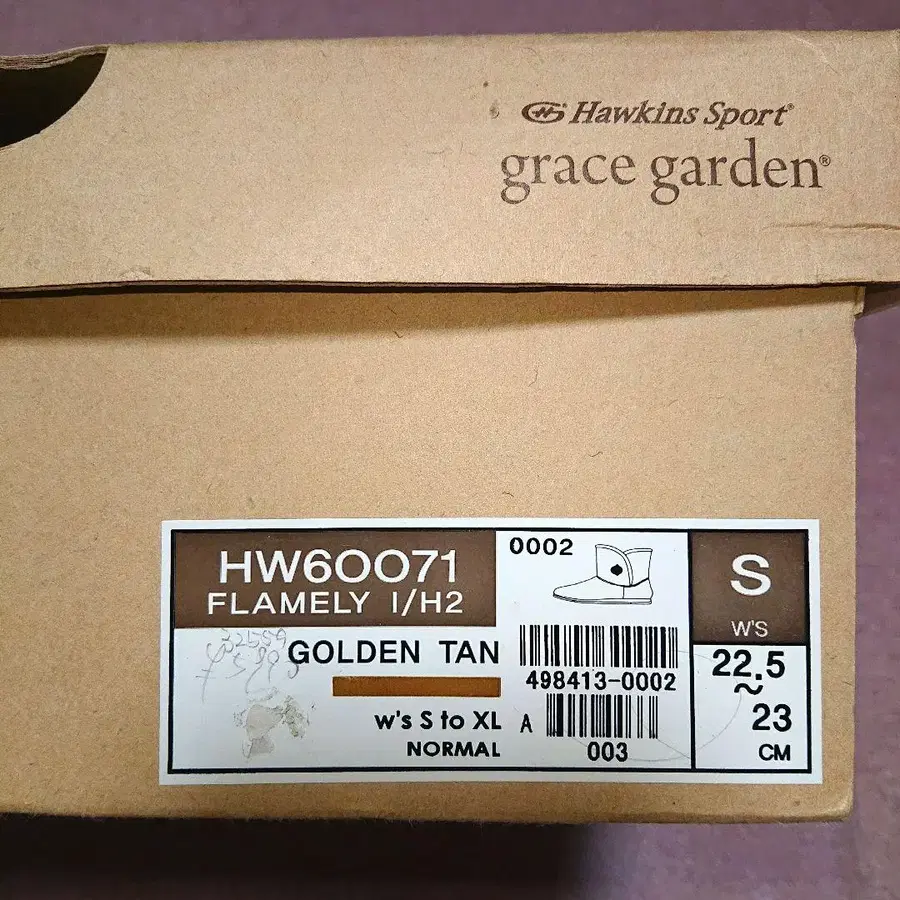 Hawkins Sport®
grace garden®
HW60071
FLAMELY I/H2
0002
S
W'S
GOLDEN TAN
498413-0002
22.5
~
23
CM
w's S to XL
A
NORMAL
003